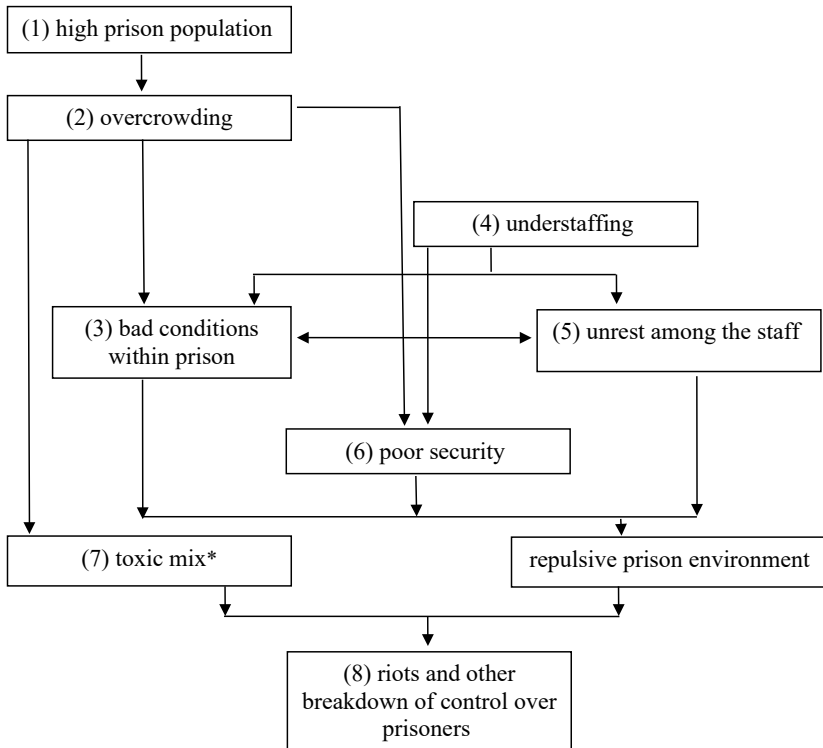 (1) high prison population
(2) overcrowding
(4) understaffing
(3) bad conditions
within prison
(5) unrest among the staff
(6) poor security
(7) toxic mix*
repulsive prison environment
(8) riots and other
breakdown of control over
prisoners